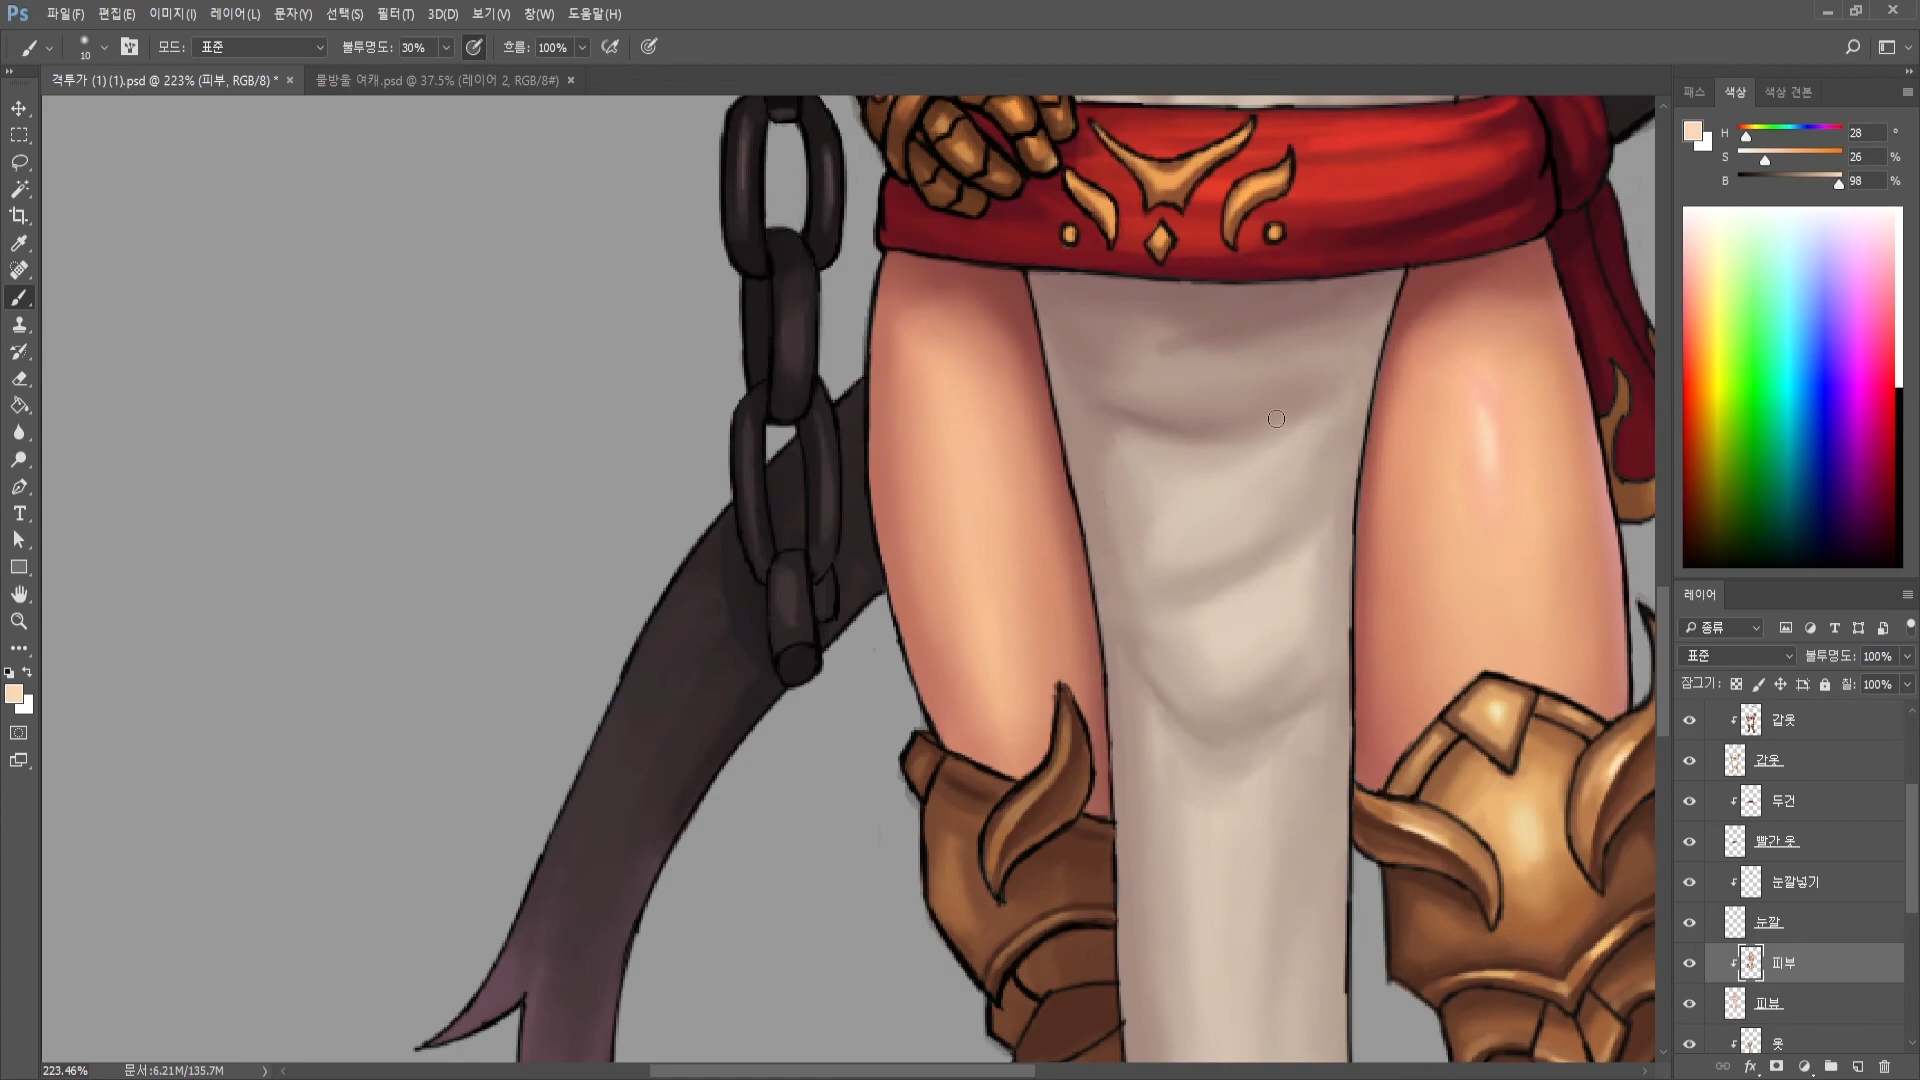 Ps 파일(F) 편집(E) 이미지(I) 레이어(L) 문자(Y) 선택(S) 필터(T) 3D(D) 보기(V) 창(W) 도움말(H)
10 모드: 표준 불투명도: 30% 흐름: 100%
격투가 (1) (1).psd @ 223% (피부, RGB/8) * × 물방울 여캐.psd @ 37.5% (레이어 2, RGB/8#) ×
패스 색상 색상 견본
H 28 °
S 26 %
B 98 %
레이어
종류
표준 불투명도: 100%
잠그기: 칠: 100%
갑옷
갑옷
두건
빨간 옷
눈깔넣기
눈깔
피부
피뷰
옷
fx
223.46% 문서:6.21M/135.7M